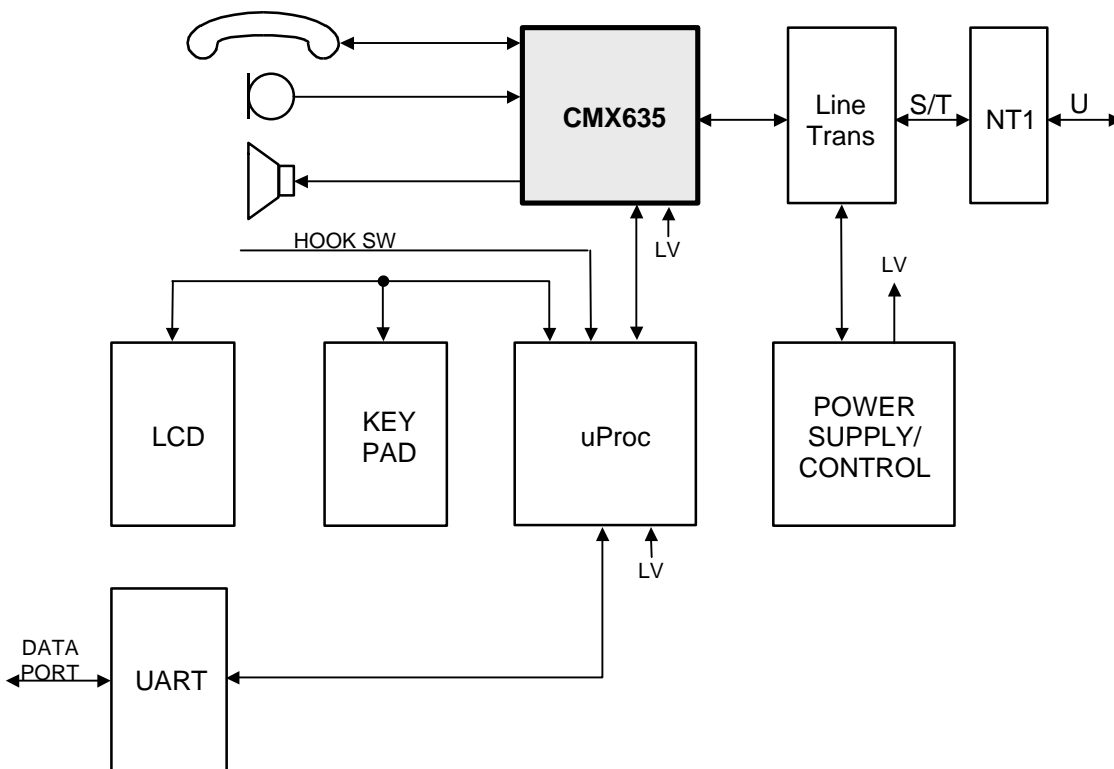 CMX635
Line
Trans
S/T
NT1
U
HOOK SW
LV
LV
LCD
KEY
PAD
uProc
POWER
SUPPLY/
CONTROL
LV
DATA
PORT
UART